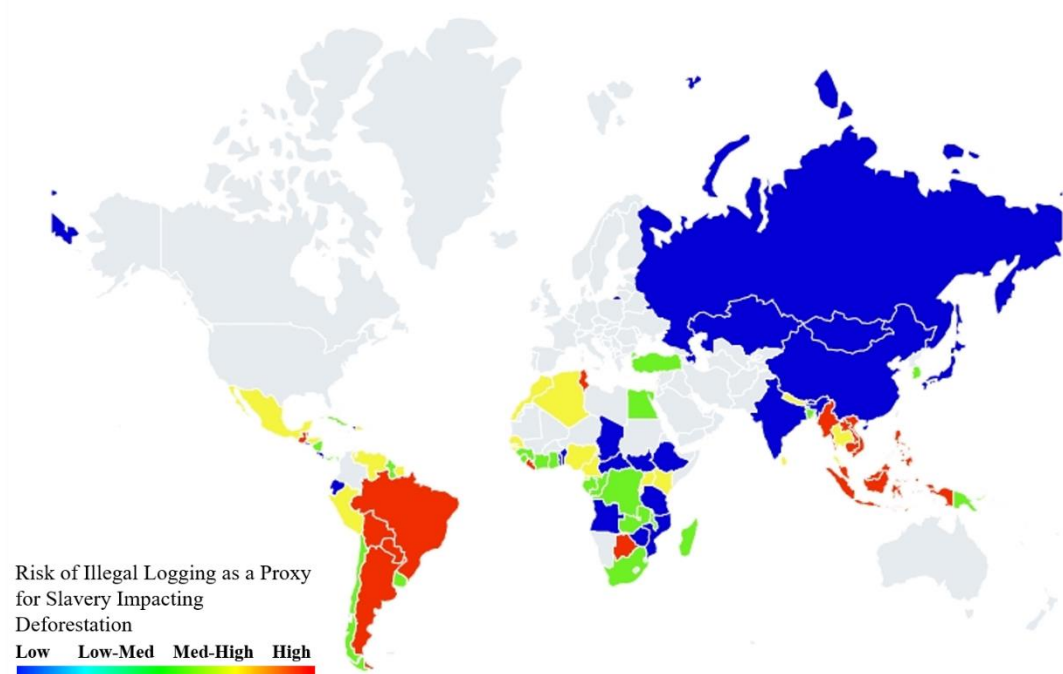 Risk of Illegal Logging as a Proxy
for Slavery Impacting
Deforestation
Low Low-Med Med-High High